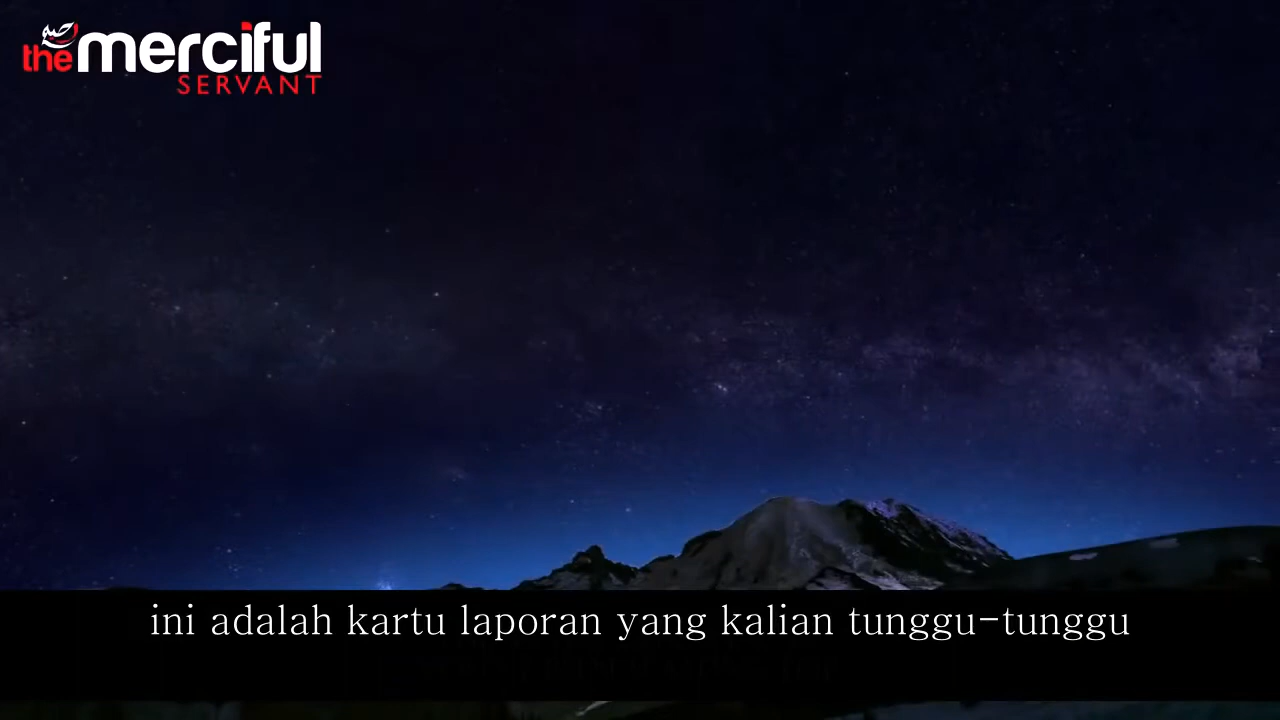 the merciful
SERVANT
ini adalah kartu laporan yang kalian tunggu-tunggu